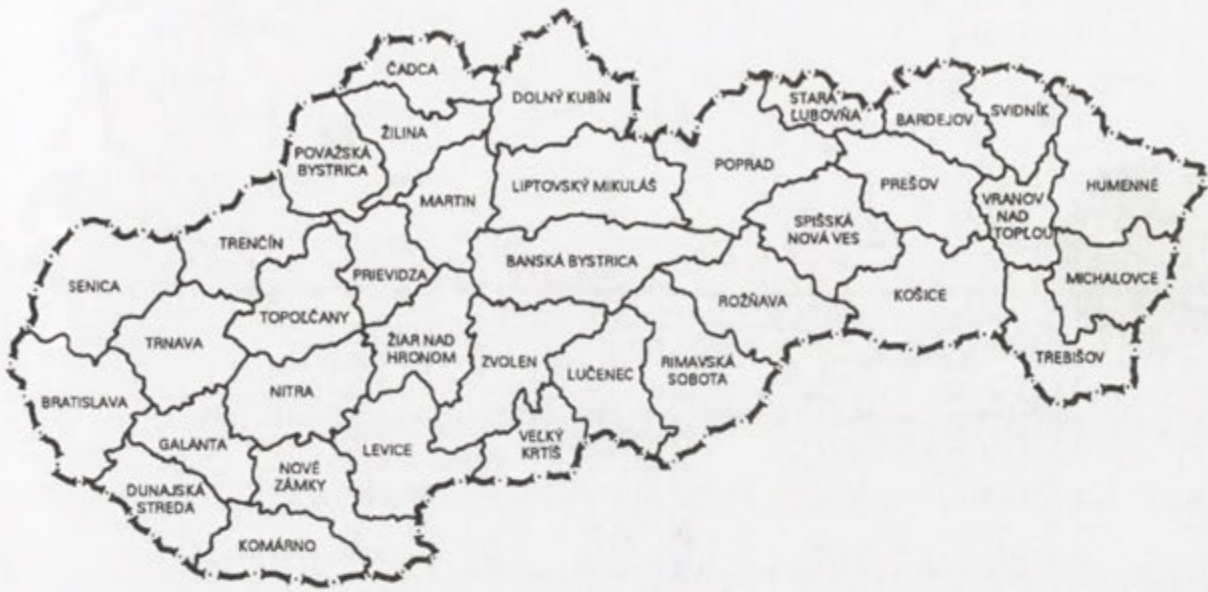 ČADCA
DOLNÝ KUBÍN
STARA
ĽUBOVŇA
BARDEJOV
SVIDNÍK
ŽILINA
POVAŽSKÁ
BYSTRICA
MARTIN
LIPTOVSKÝ MIKULÁŠ
POPRAD
PREŠOV
VRANOV
NAD
TOPĽOU
HUMENNÉ
SPIŠSKÁ
NOVÁ VES
TRENČÍN
PRIEVIDZA
BANSKÁ BYSTRICA
SENICA
TOPOĽČANY
ROŽŇAVA
KOŠICE
MICHALOVCE
TRNAVA
ŽIAR NAD
HRONOM
ZVOLEN
LUČENEC
RIMAVSKÁ
SOBOTA
TREBIŠOV
BRATISLAVA
NITRA
GALANTA
LEVICE
VEĽKÝ
KRTÍŠ
NOVÉ
ZÁMKY
DUNAJSKÁ
STREDA
KOMÁRNO